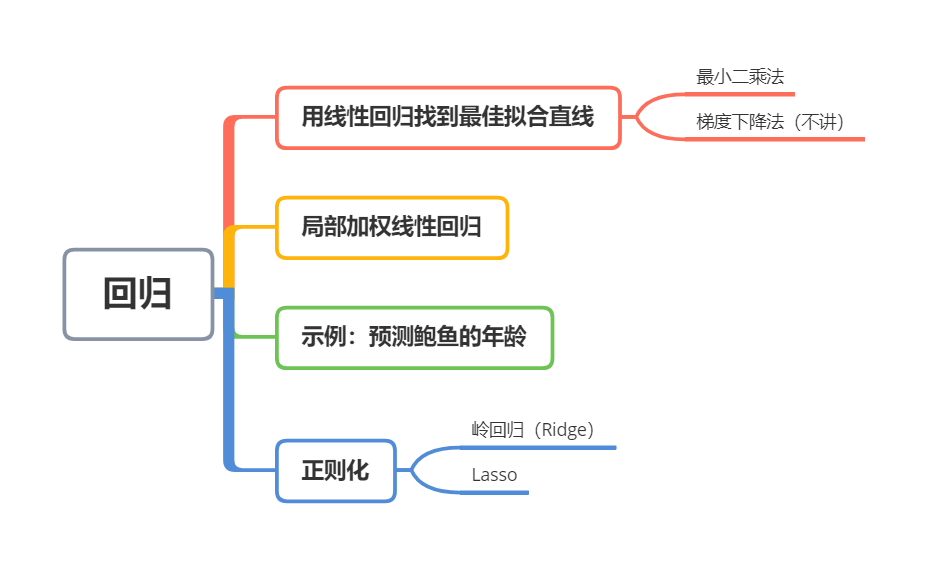 最小二乘法
用线性回归找到最佳拟合直线
梯度下降法（不讲）
局部加权线性回归
回归
示例：预测鲍鱼的年龄
岭回归（Ridge）
正则化
Lasso